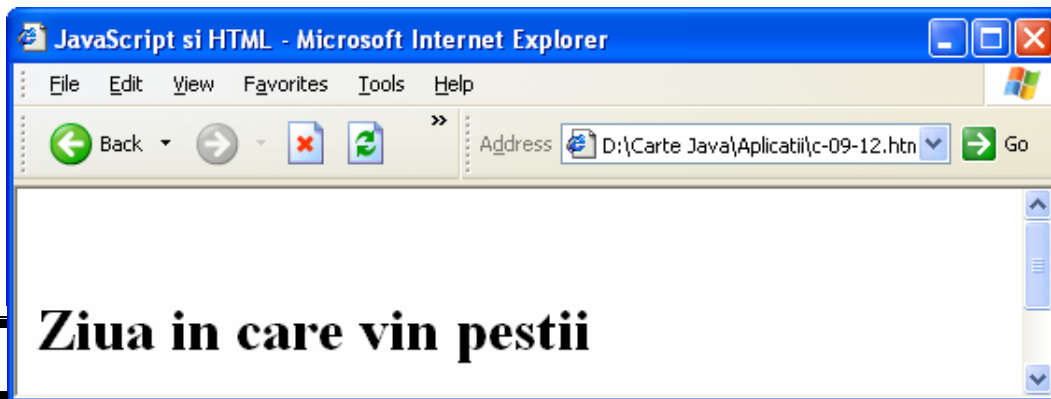 JavaScript si HTML - Microsoft Internet Explorer
File Edit View Favorites Tools Help
Back » Address D:\Carte Java\Aplicatii\c-09-12.htm Go
Ziua in care vin pestii